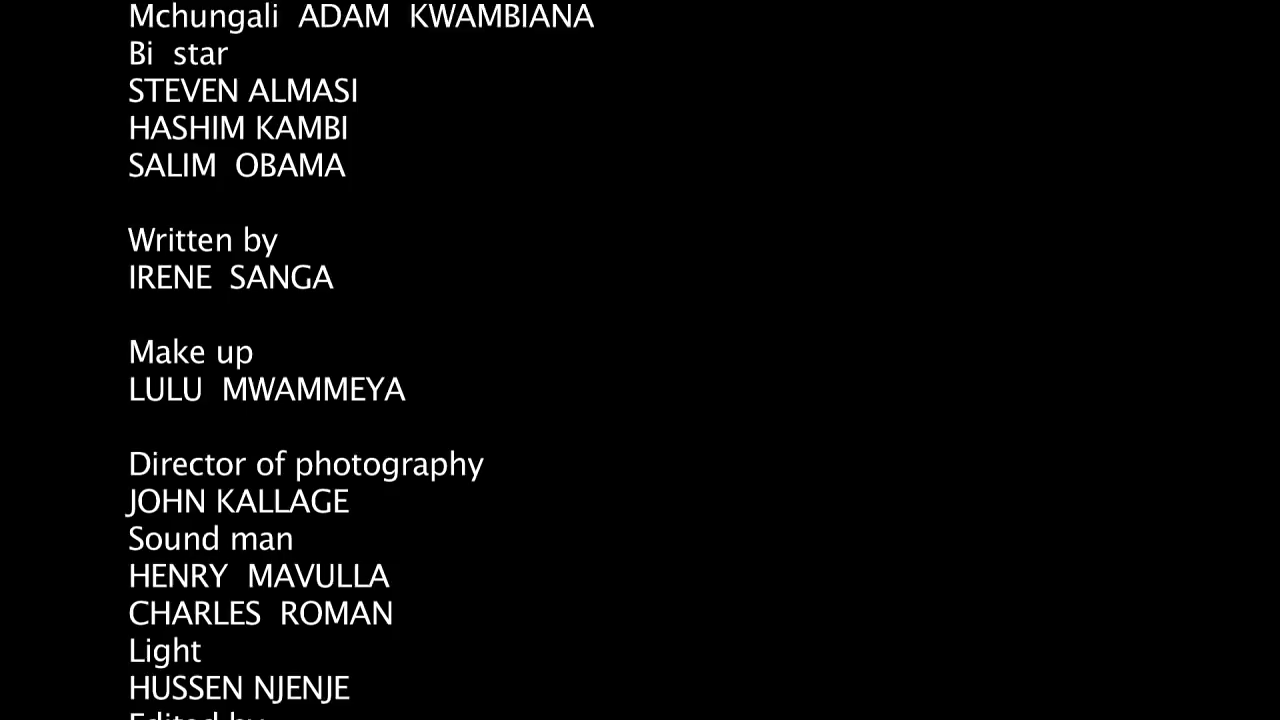 Mchungali ADAM KWAMBIANA
Bi star
STEVEN ALMASI
HASHIM KAMBI
SALIM OBAMA
Written by
IRENE SANGA
Make up
LULU MWAMMEYA
Director of photography
JOHN KALLAGE
Sound man
HENRY MAVULLA
CHARLES ROMAN
Light
HUSSEN NJENJE
Edited by